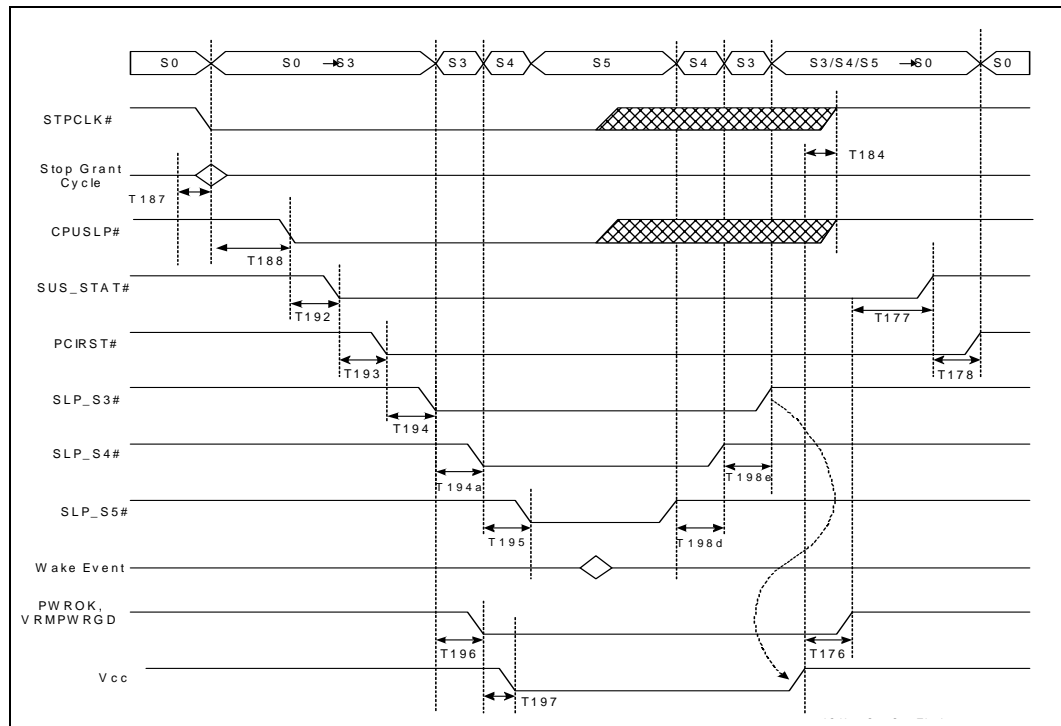 S0 S0 → S3 S3 S4 S5 S4 S3 S3/S4/S5 → S0 S0
STPCLK#
T184
Stop Grant
Cycle
T187
CPUSLP#
T188
SUS_STAT#
T192
T177
PCIRST#
T193
T178
SLP_S3#
T194
SLP_S4#
T194a
T198e
SLP_S5#
T195
T198d
Wake Event
PWROK,
VRMPWRGD
T196
T176
Vcc
T197